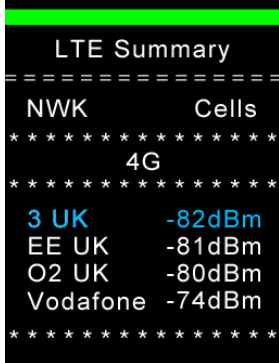 LTE Summary
= = = = = = = = = = = = = = =
NWK Cells
* * * * * * * * * * * * * * *
4G
* * * * * * * * * * * * * * *
3 UK -82dBm
EE UK -81dBm
O2 UK -80dBm
Vodafone -74dBm
* * * * * * * * * * * * * * *